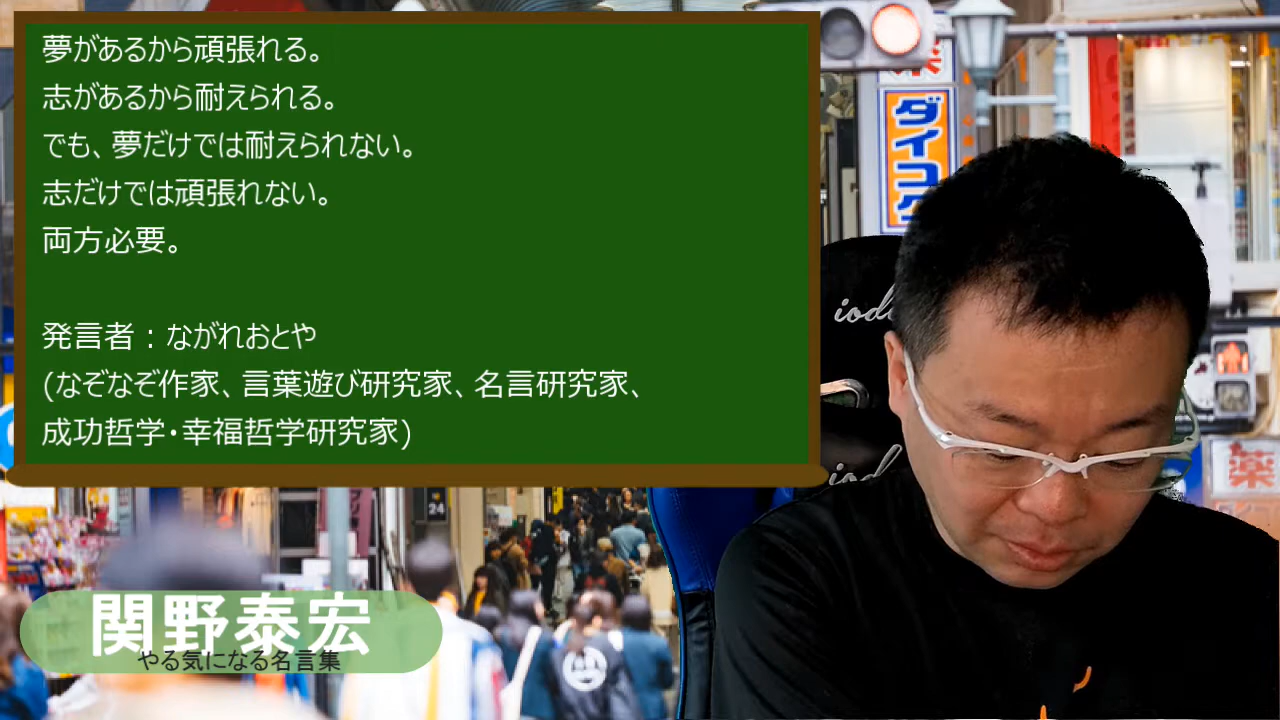 夢があるから頑張れる。
志があるから耐えられる。
でも、夢だけでは耐えられない。
志だけでは頑張れない。
両方必要。
発言者：ながれおとや
(なぞなぞ作家、言葉遊び研究家、名言研究家、
成功哲学・幸福哲学研究家)
ダイコク
薬
24
関野泰宏
やる気になる名言集